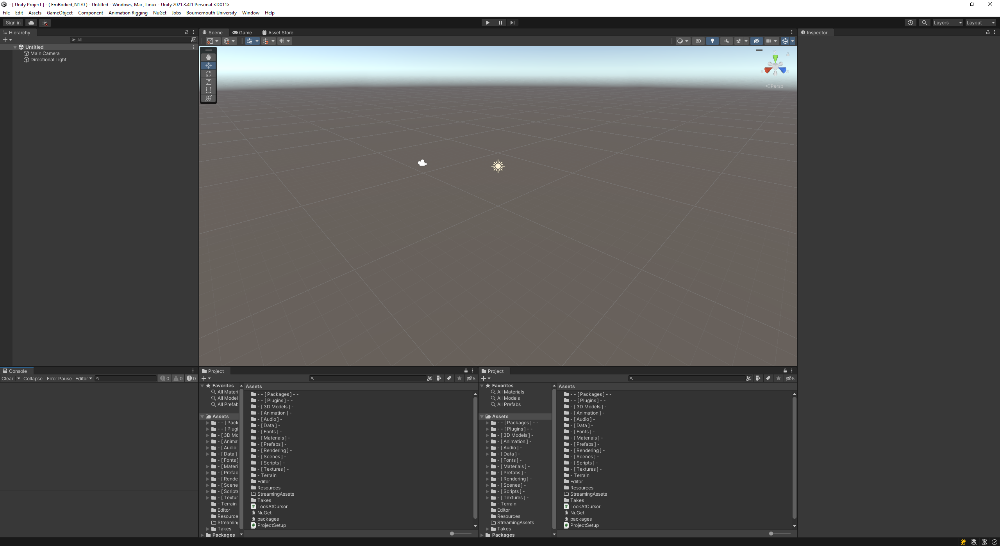 - [ Unity Project ] - ( EmBodied_N170 ) - Untitled - Windows, Mac, Linux - Unity 2021.3.4f1 Personal <DX11>
File Edit Assets GameObject Component Animation Rigging NuGet Jobs Bournemouth University Window Help
Sign in
Layers
Layout
Hierarchy
All
Untitled
Main Camera
Directional Light
Scene Game Asset Store
2D
Y
Persp
Inspector
Console
Clear Collapse Error Pause Editor 0 0 0
Project
5
Favorites
All Materi
All Model
All Prefab
Assets
- - [ Pack
- - [ Plugi
- [ 3D Mo
- [ Animat
- [ Audio ]
- [ Data ]
- [ Fonts ]
- [ Materi
- [ Prefab
- [ Rende
- [ Scene
- [ Scripts
- [ Textur
- Terrain
Editor
Resource
Streaming
Takes
Packages
Assets
- - [ Packages ] - -
- - [ Plugins ] - -
- [ 3D Models ] -
- [ Animation ] -
- [ Audio ] -
- [ Data ] -
- [ Fonts ] -
- [ Materials ] -
- [ Prefabs ] -
- [ Rendering ] -
- [ Scenes ] -
- [ Scripts ] -
- [ Textures ] -
- Terrain
Editor
Resources
StreamingAssets
Takes
LookAtCursor
NuGet
packages
ProjectSetup
Project
5
Favorites
All Materials
All Models
All Prefabs
Assets
- - [ Packages ] - -
- - [ Plugins ] - -
- [ 3D Models ] -
- [ Animation ] -
- [ Audio ] -
- [ Data ] -
- [ Fonts ] -
- [ Materials ] -
- [ Prefabs ] -
- [ Rendering ] -
- [ Scenes ] -
- [ Scripts ] -
- [ Textures ] -
- Terrain
Editor
Resources
StreamingAssets
Takes
Packages
Assets
- - [ Packages ] - -
- - [ Plugins ] - -
- [ 3D Models ] -
- [ Animation ] -
- [ Audio ] -
- [ Data ] -
- [ Fonts ] -
- [ Materials ] -
- [ Prefabs ] -
- [ Rendering ] -
- [ Scenes ] -
- [ Scripts ] -
- [ Textures ] -
- Terrain
Editor
Resources
StreamingAssets
Takes
LookAtCursor
NuGet
packages
ProjectSetup